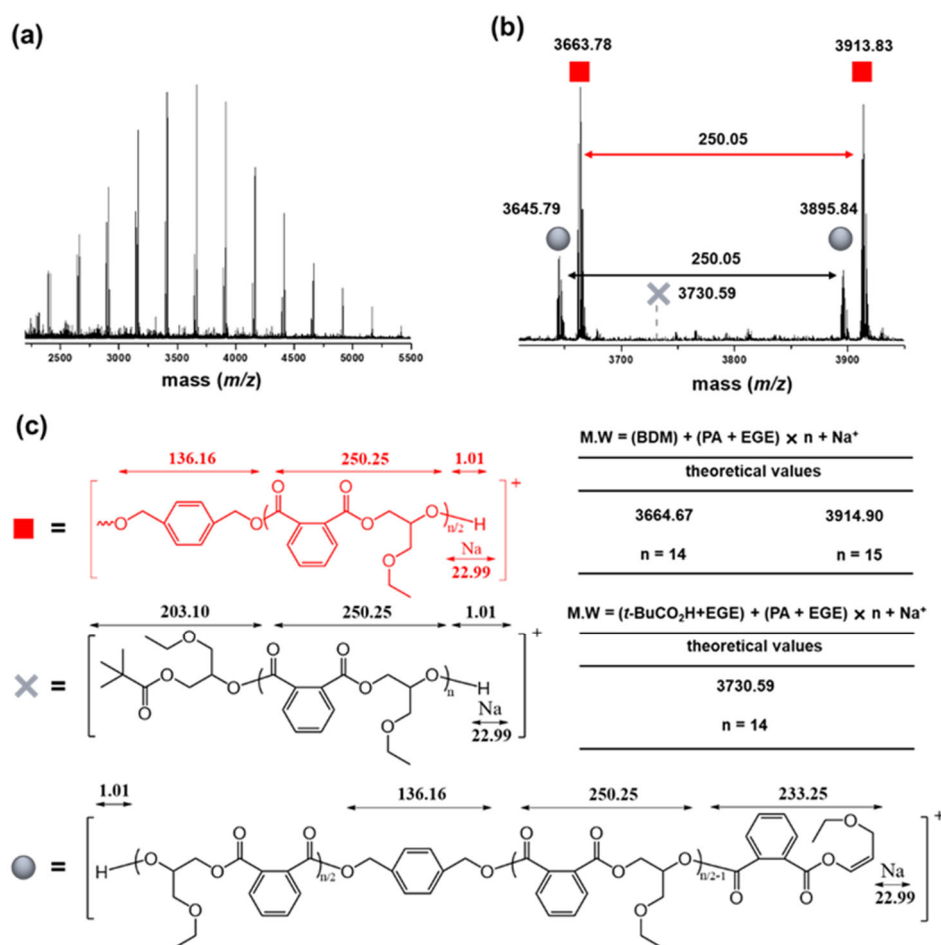 (a)
2500 3000 3500 4000 4500 5000 5500
mass (m/z)
(b)
3663.78
3913.83
250.05
3645.79
3895.84
250.05
3730.59
3700 3800 3900
mass (m/z)
(c)
136.16 250.25 1.01
=
O
O
O
O
O
O
n/2
H
O
+
Na
22.99
M.W = (BDM) + (PA + EGE) × n + Na⁺
theoretical values
3664.67 3914.90
n = 14 n = 15
203.10 250.25 1.01
=
O
O
O
O
O
O
O
O
n
H
O
+
Na
22.99
M.W = (t-BuCO₂H+EGE) + (PA + EGE) × n + Na⁺
theoretical values
3730.59
n = 14
1.01 136.16 250.25 233.25
=
H
O
O
O
O
O
n/2
O
O
O
O
O
O
O
n/2-1
O
O
O
O
O
+
Na
22.99